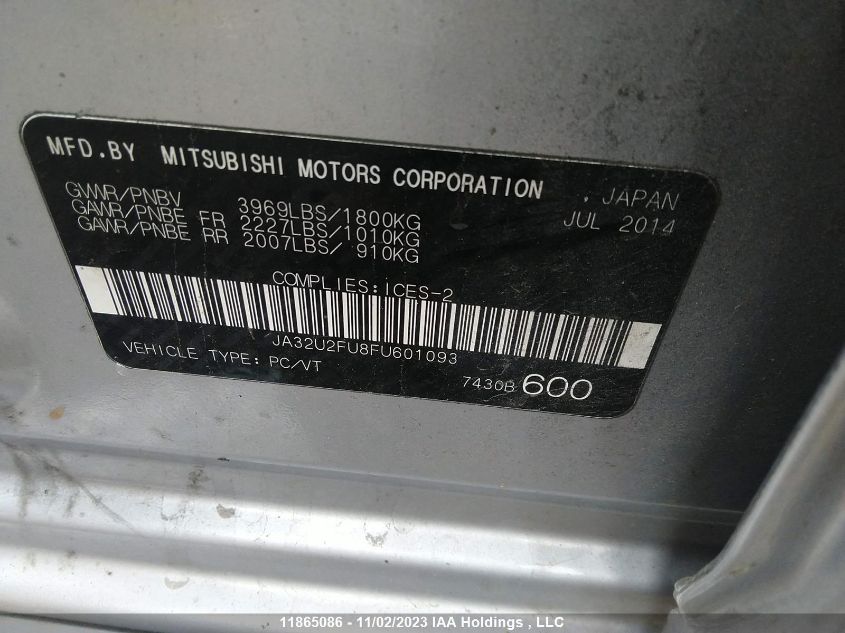 MFD.BY MITSUBISHI MOTORS CORPORATION , JAPAN
GVWR/PNBV 3969LBS/1800KG JUL 2014
GAWR/PNBE FR 2227LBS/1010KG
GAWR/PNBE RR 2007LBS/ 910KG
COMPLIES:ICES-2
JA32U2FU8FU601093
VEHICLE TYPE: PC/VT
7430B 600
11865086 - 11/02/2023 IAA Holdings , LLC